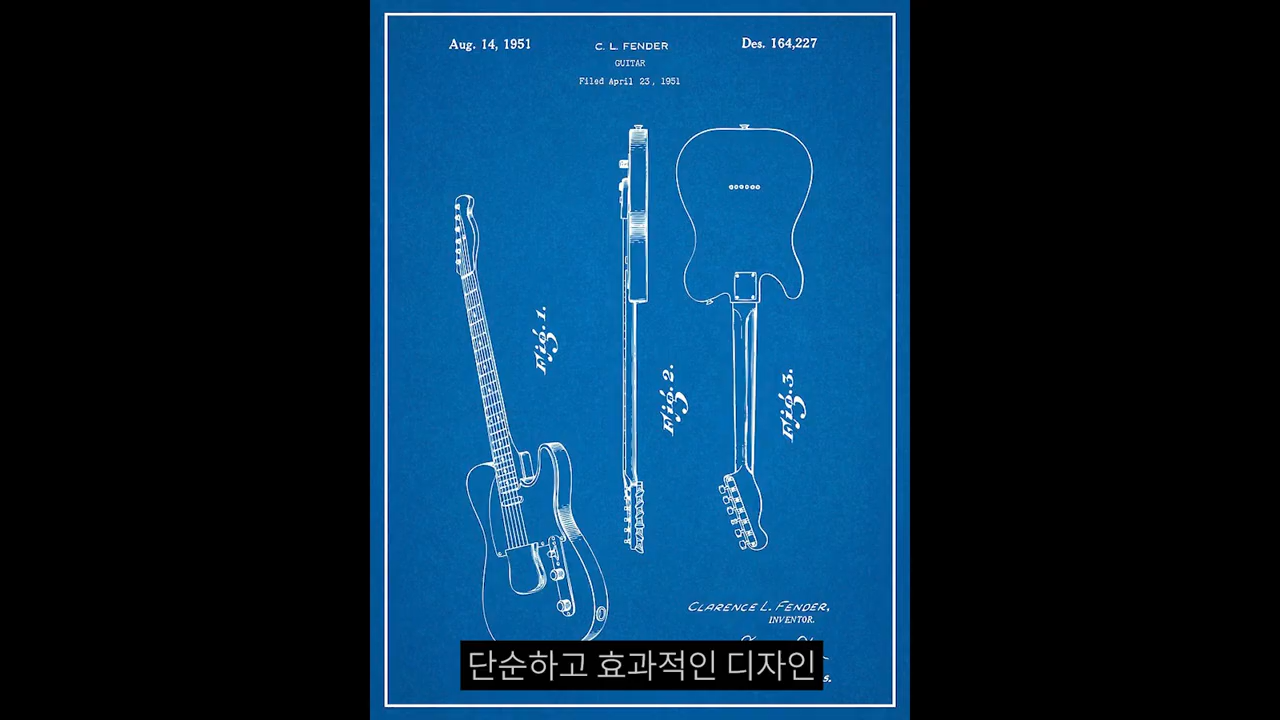 Aug. 14, 1951
C. L. FENDER
Des. 164,227
GUITAR
Filed April 23, 1951
Fig. 1.
Fig. 2.
Fig. 3.
CLARENCE L. FENDER,
INVENTOR.
단순하고 효과적인 디자인